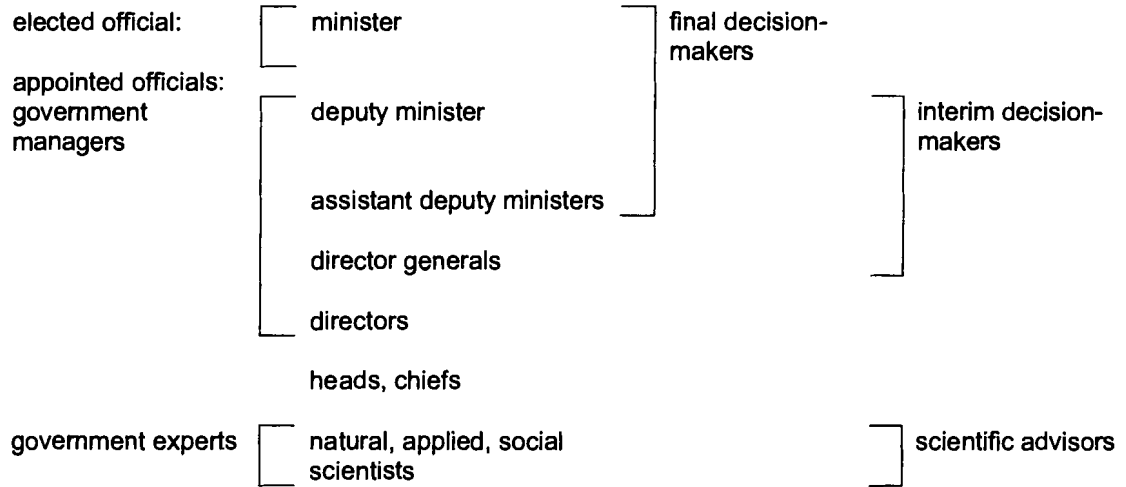 elected official: minister final decision-
makers
appointed officials:
government deputy minister interim decision-
managers makers
assistant deputy ministers
director generals
directors
heads, chiefs
government experts natural, applied, social scientific advisors
scientists